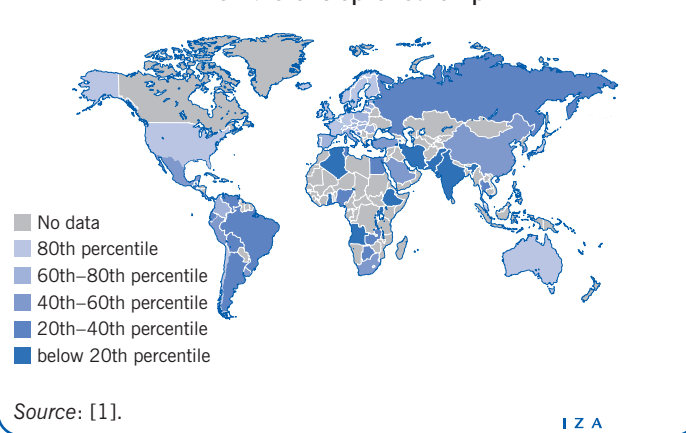 No data
80th percentile
60th–80th percentile
40th–60th percentile
20th–40th percentile
below 20th percentile
Source: [1].
I Z A